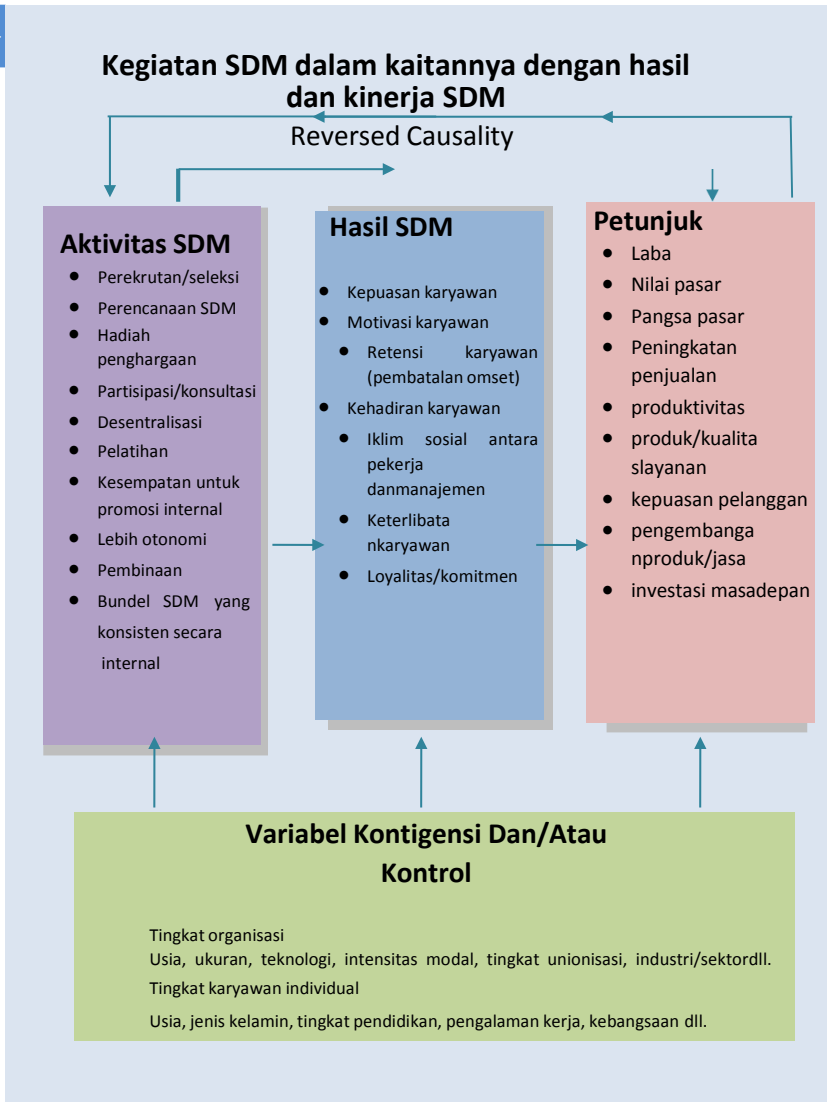 Kegiatan SDM dalam kaitannya dengan hasil
dan kinerja SDM
Reversed Causality
Aktivitas SDM
• Perekrutan/seleksi
• Perencanaan SDM
• Hadiah
penghargaan
• Partisipasi/konsultasi
• Desentralisasi
• Pelatihan
• Kesempatan untuk
promosi internal
• Lebih otonomi
• Pembinaan
• Bundel SDM yang
konsisten secara
internal
Hasil SDM
• Kepuasan karyawan
• Motivasi karyawan
• Retensi karyawan
(pembatalan omset)
• Kehadiran karyawan
• Iklim sosial antara
pekerja
danmanajemen
• Keterlibata
nkaryawan
• Loyalitas/komitmen
Petunjuk
• Laba
• Nilai pasar
• Pangsa pasar
• Peningkatan
penjualan
• produktivitas
• produk/kualita
slayanan
• kepuasan pelanggan
• pengembanga
nproduk/jasa
• investasi masadepan
Variabel Kontigensi Dan/Atau
Kontrol
Tingkat organisasi
Usia, ukuran, teknologi, intensitas modal, tingkat unionisasi, industri/sektordll.
Tingkat karyawan individual
Usia, jenis kelamin, tingkat pendidikan, pengalaman kerja, kebangsaan dll.